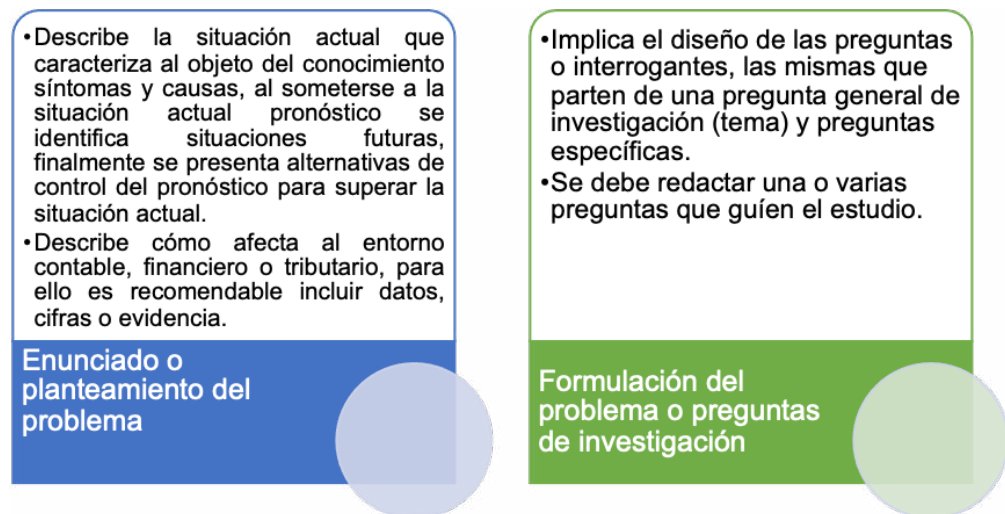 •Describe la situación actual que
caracteriza al objeto del conocimiento
síntomas y causas, al someterse a la
situación actual pronóstico se
identifica situaciones futuras,
finalmente se presenta alternativas de
control del pronóstico para superar la
situación actual.
•Describe cómo afecta al entorno
contable, financiero o tributario, para
ello es recomendable incluir datos,
cifras o evidencia.
Enunciado o
planteamiento del
problema
•Implica el diseño de las preguntas
o interrogantes, las mismas que
parten de una pregunta general de
investigación (tema) y preguntas
específicas.
•Se debe redactar una o varias
preguntas que guíen el estudio.
Formulación del
problema o preguntas
de investigación